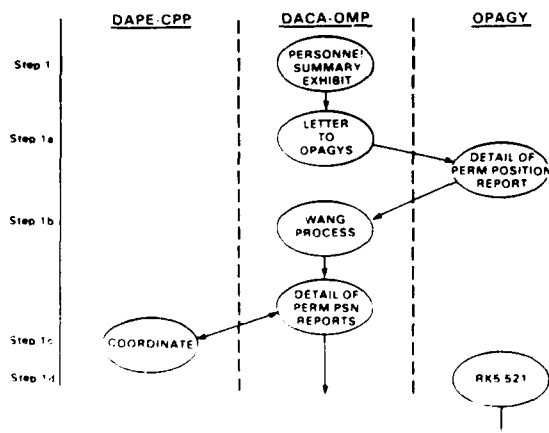 DAPE-CPP
DACA-OMP
OPAGY
Step 1
PERSONNEL
SUMMARY
EXHIBIT
Step 1a
LETTER
TO
OPAGYS
DETAIL OF
PERM POSITION
REPORT
Step 1b
WANG
PROCESS
DETAIL OF
PERM PSN
REPORTS
Step 1c
COORDINATE
Step 1d
RK5 521